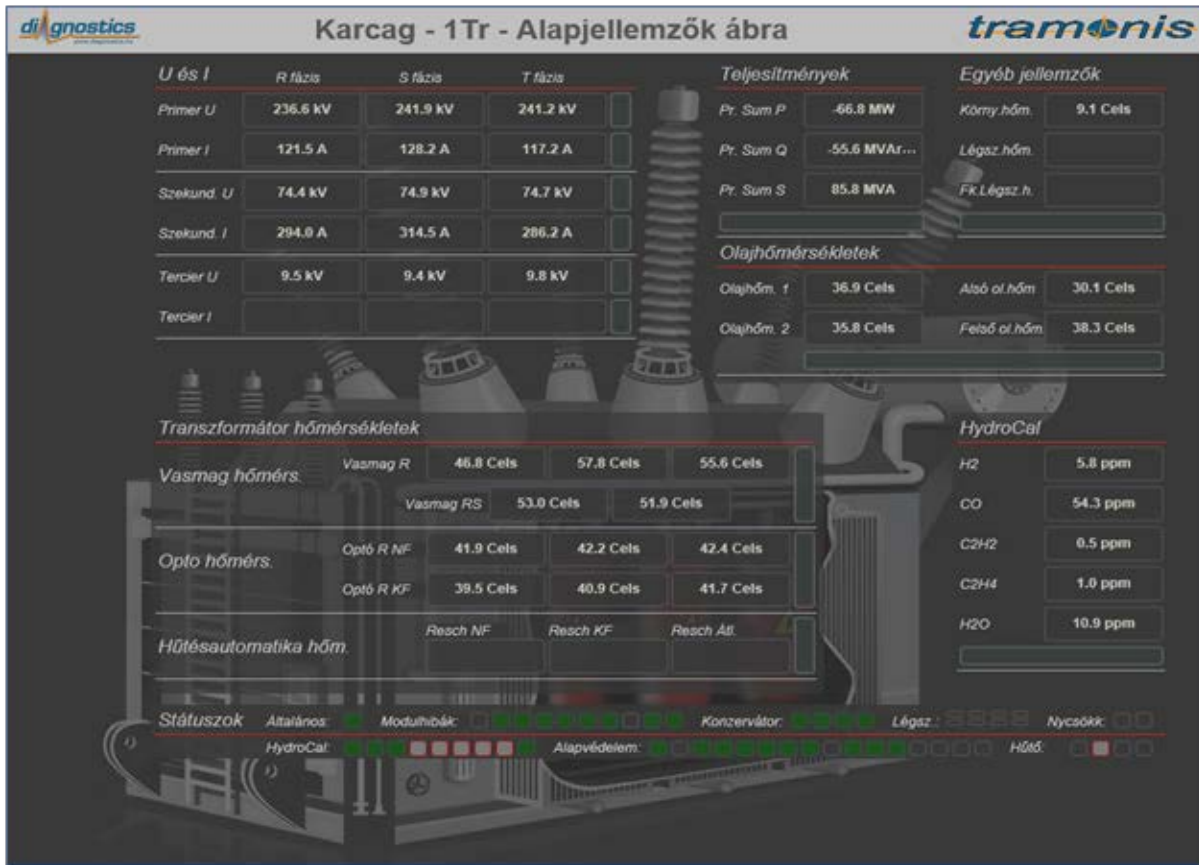 diagnostics
www.diagnostics.hu
Karcag - 1Tr - Alapjellemzők ábra
tramonis
U és I R fázis S fázis T fázis
Primer U 236.6 kV 241.9 kV 241.2 kV
Primer I 121.5 A 128.2 A 117.2 A
Szekund. U 74.4 kV 74.9 kV 74.7 kV
Szekund. I 294.0 A 314.5 A 286.2 A
Tercier U 9.5 kV 9.4 kV 9.8 kV
Tercier I
Teljesítmények
Pr. Sum P -66.8 MW
Pr. Sum Q -55.6 MVAr...
Pr. Sum S 85.8 MVA
Egyéb jellemzők
Körny.hőm. 9.1 Cels
Légsz.hőm.
Fk.Légsz.h.
Olajhőmérsékletek
Olajhőm. 1 36.9 Cels Alsó ol.hőm 30.1 Cels
Olajhőm. 2 35.8 Cels Felső ol.hőm 38.3 Cels
Transzformátor hőmérsékletek
Vasmag hőmérs.
Vasmag R 46.8 Cels 57.8 Cels 55.6 Cels
Vasmag RS 53.0 Cels 51.9 Cels
Opto hőmérs.
Optó R NF 41.9 Cels 42.2 Cels 42.4 Cels
Optó R KF 39.5 Cels 40.9 Cels 41.7 Cels
Hűtésautomatika hőm.
Resch NF Resch KF Resch Átl.
HydroCal
H2 5.8 ppm
CO 54.3 ppm
C2H2 0.5 ppm
C2H4 1.0 ppm
H2O 10.9 ppm
Státuszok Általános: Modulhibák: Konzervátor: Légsz.: Nycsökk:
HydroCal: Alapvédelem: Hűtő: